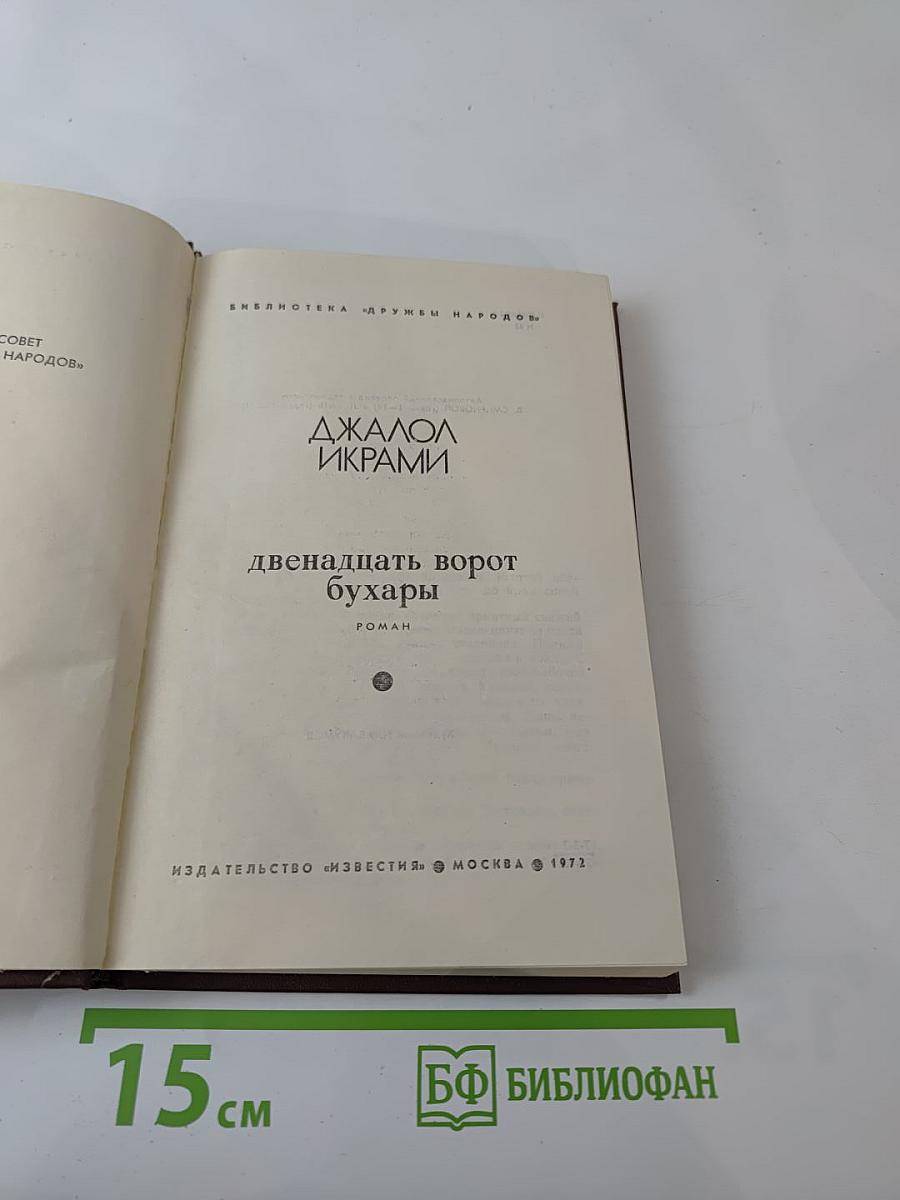 СОВЕТ
НАРОДОВ»
БИБЛИОТЕКА «ДРУЖБЫ НАРОДОВ»
ДЖАЛОЛ
ИКРАМИ
двенадцать ворот
бухары
РОМАН
ИЗДАТЕЛЬСТВО «ИЗВЕСТИЯ» МОСКВА 1972
15 см
БФ БИБЛИОФАН